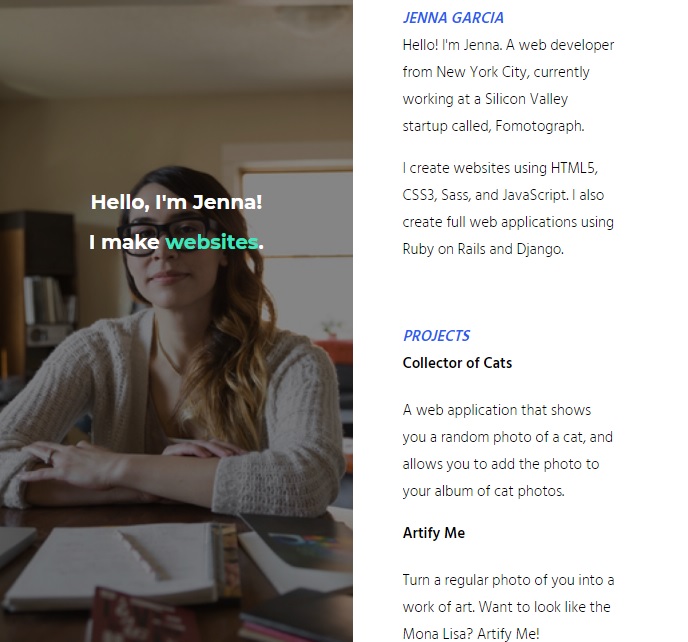 Hello, I'm Jenna!
I make websites.
JENNA GARCIA
Hello! I'm Jenna. A web developer
from New York City, currently
working at a Silicon Valley
startup called, Fomotograph.
I create websites using HTML5,
CSS3, Sass, and JavaScript. I also
create full web applications using
Ruby on Rails and Django.
PROJECTS
Collector of Cats
A web application that shows
you a random photo of a cat, and
allows you to add the photo to
your album of cat photos.
Artify Me
Turn a regular photo of you into a
work of art. Want to look like the
Mona Lisa? Artify Me!